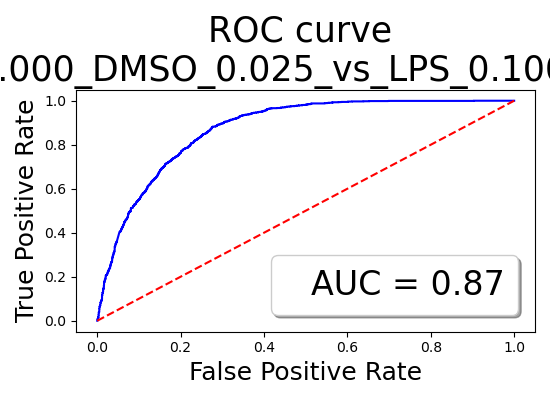 ROC curve
.000_DMSO_0.025_vs_LPS_0.100
True Positive Rate
1.0
0.8
0.6
0.4
0.2
0.0
AUC = 0.87
0.0 0.2 0.4 0.6 0.8 1.0
False Positive Rate